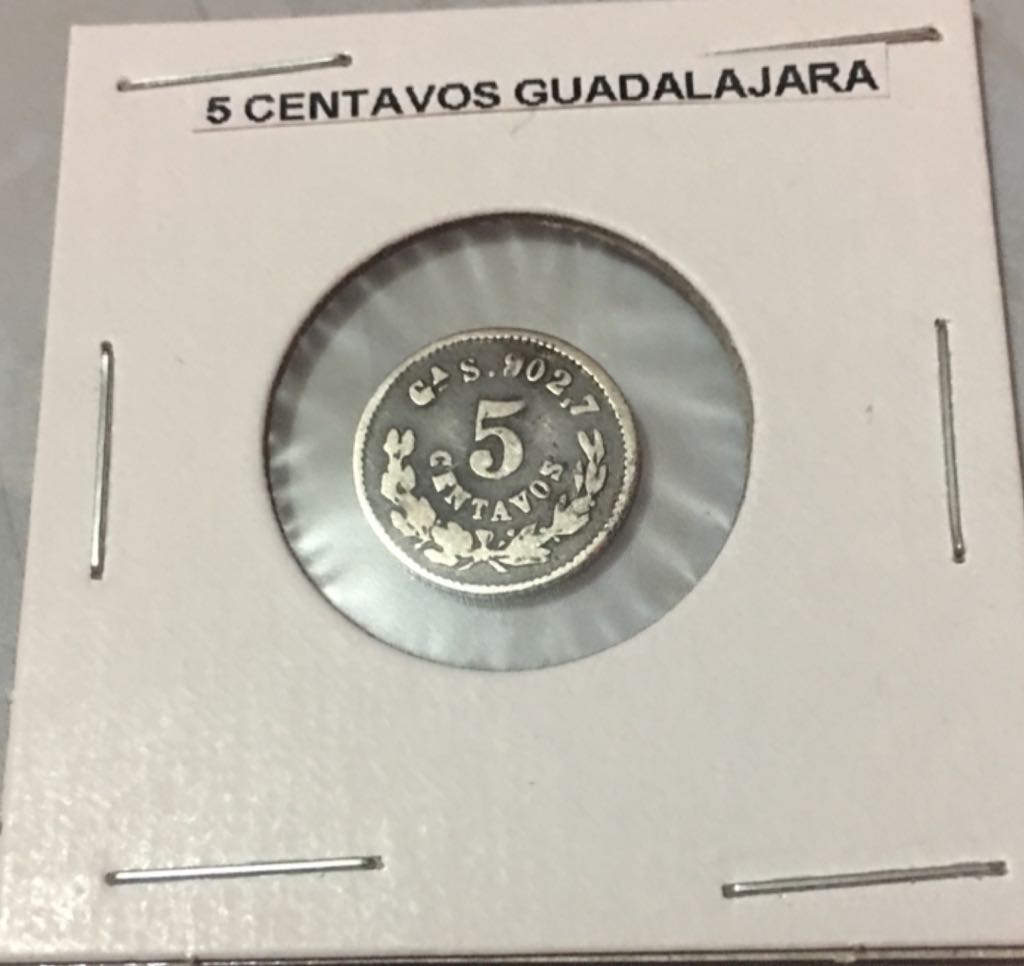 5 CENTAVOS GUADALAJARA
Gᴬ S. 902,7
5
CENTAVOS